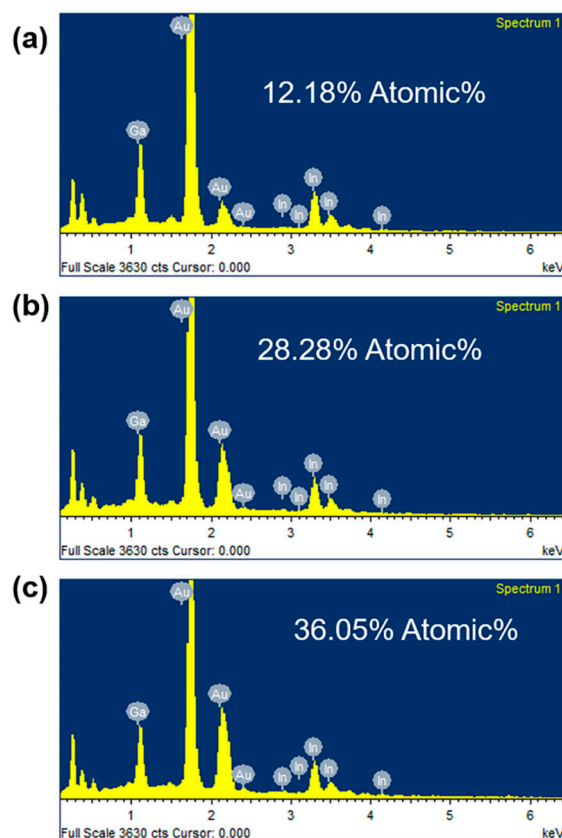 (a)
Spectrum 1
Au
12.18% Atomic%
Ga
Au
Au
In
In
In
In
In
1 2 3 4 5 6
Full Scale 3630 cts Cursor: 0.000 keV
(b)
Spectrum 1
Au
28.28% Atomic%
Ga
Au
Au
In
In
In
In
In
1 2 3 4 5 6
Full Scale 3630 cts Cursor: 0.000 keV
(c)
Spectrum 1
Au
36.05% Atomic%
Ga
Au
Au
In
In
In
In
In
1 2 3 4 5 6
Full Scale 3630 cts Cursor: 0.000 keV